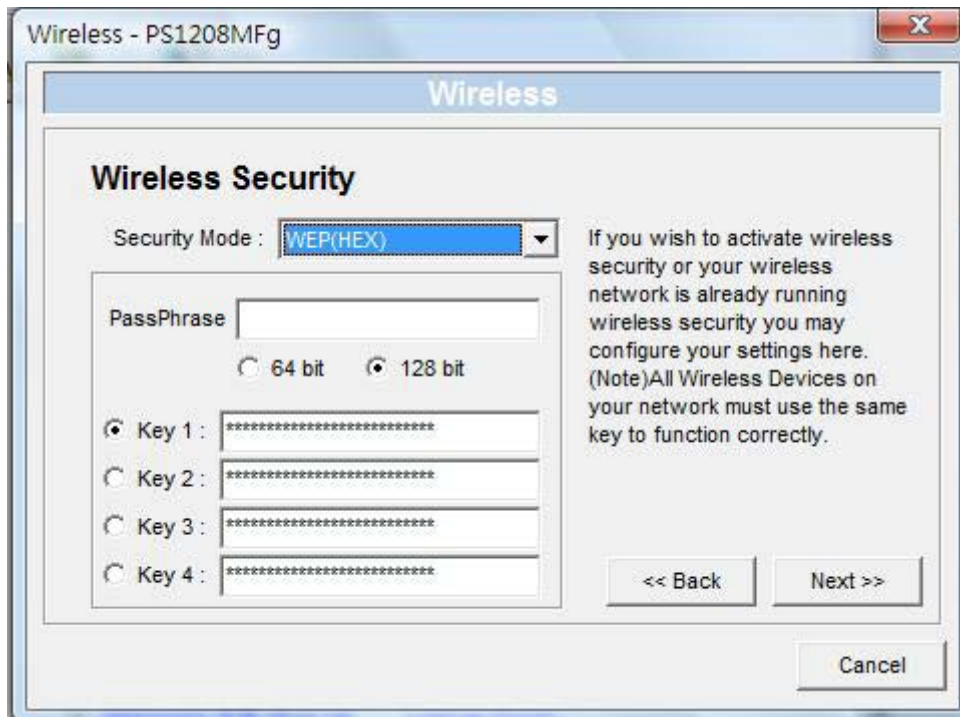 Wireless - PS1208MFg
Wireless
Wireless Security
Security Mode : WEP(HEX)
PassPhrase
64 bit 128 bit
Key 1 : **************************
Key 2 : **************************
Key 3 : **************************
Key 4 : **************************
If you wish to activate wireless
security or your wireless
network is already running
wireless security you may
configure your settings here.
(Note)All Wireless Devices on
your network must use the same
key to function correctly.
<< Back Next >>
Cancel